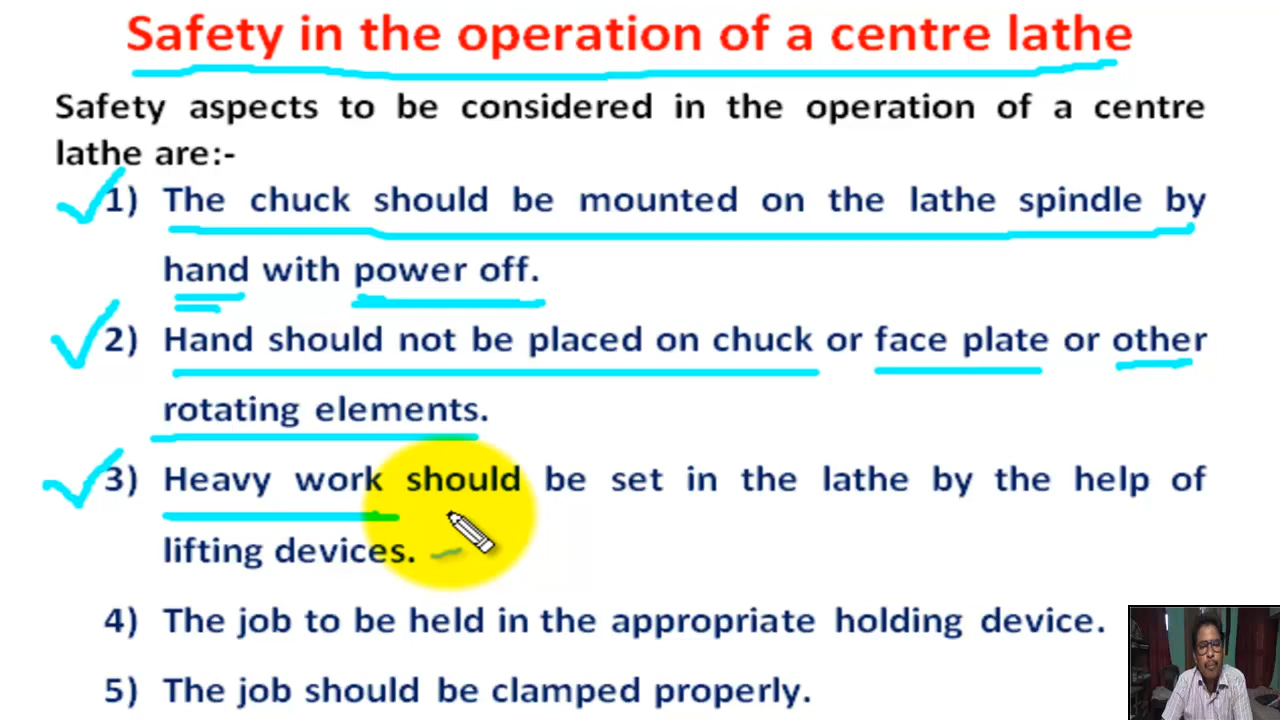 Safety in the operation of a centre lathe
Safety aspects to be considered in the operation of a centre
lathe are:-
1) The chuck should be mounted on the lathe spindle by
hand with power off.
2) Hand should not be placed on chuck or face plate or other
rotating elements.
3) Heavy work should be set in the lathe by the help of
lifting devices.
4) The job to be held in the appropriate holding device.
5) The job should be clamped properly.